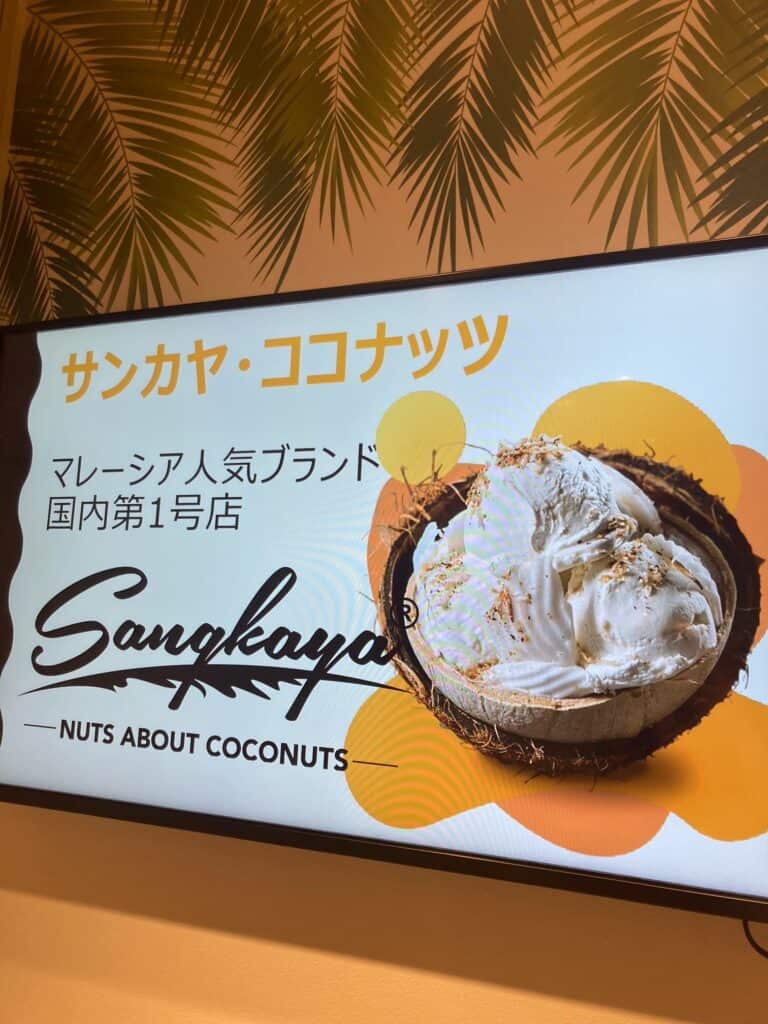 サンカヤ・ココナッツ
マレーシア人気ブランド
国内第1号店
Sangkaya®
NUTS ABOUT COCONUTS